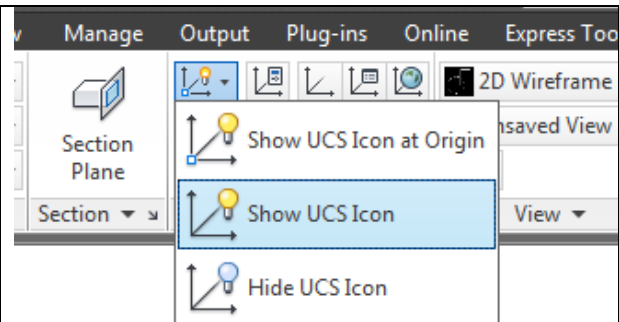 Manage Output Plug-ins Online Express Too
2D Wireframe
Section
Plane
nsaved View
Section
View
Show UCS Icon at Origin
Show UCS Icon
Hide UCS Icon